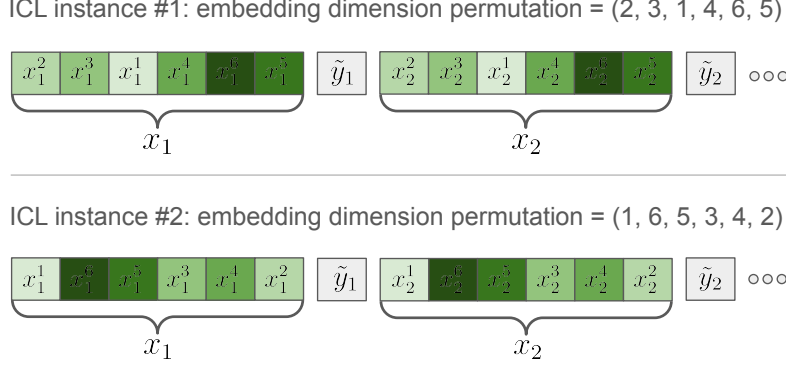 ICL instance #1: embedding dimension permutation = (2, 3, 1, 4, 6, 5)
x_1^2 x_1^3 x_1^1 x_1^4 x_1^6 x_1^5 ỹ_1 x_2^2 x_2^3 x_2^1 x_2^4 x_2^6 x_2^5 ỹ_2 ○○○
x_1 x_2
ICL instance #2: embedding dimension permutation = (1, 6, 5, 3, 4, 2)
x_1^1 x_1^6 x_1^5 x_1^3 x_1^4 x_1^2 ỹ_1 x_2^1 x_2^6 x_2^5 x_2^3 x_2^4 x_2^2 ỹ_2 ○○○
x_1 x_2